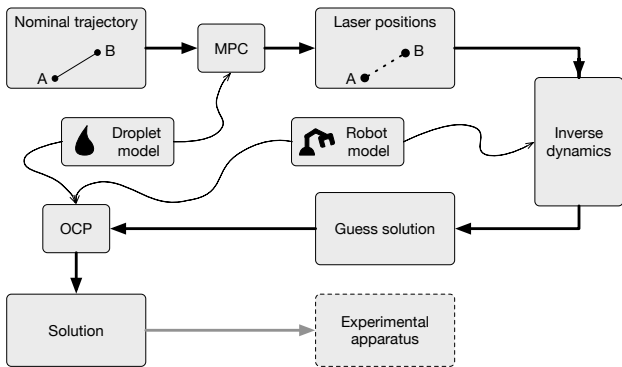 Nominal trajectory
A
B
MPC
Laser positions
A
B
Droplet
model
Robot
model
Inverse
dynamics
OCP
Guess solution
Solution
Experimental
apparatus